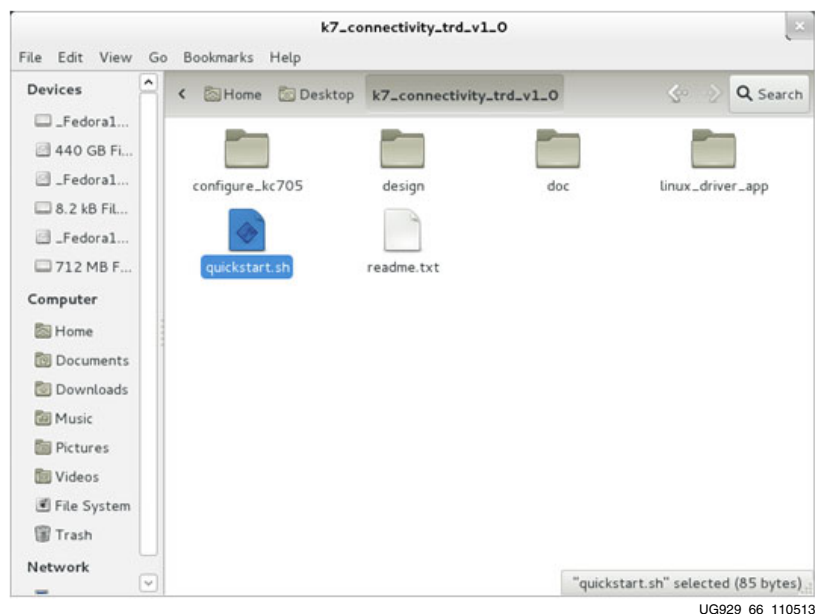 k7_connectivity_trd_v1_0
File Edit View Go Bookmarks Help
Devices
_Fedora1...
440 GB Fi...
_Fedora1...
8.2 kB Fil...
_Fedora1...
712 MB F...
Computer
Home
Documents
Downloads
Music
Pictures
Videos
File System
Trash
Network
Home Desktop k7_connectivity_trd_v1_0 Search
configure_kc705 design doc linux_driver_app
quickstart.sh readme.txt
"quickstart.sh" selected (85 bytes)
UG929_66_110513